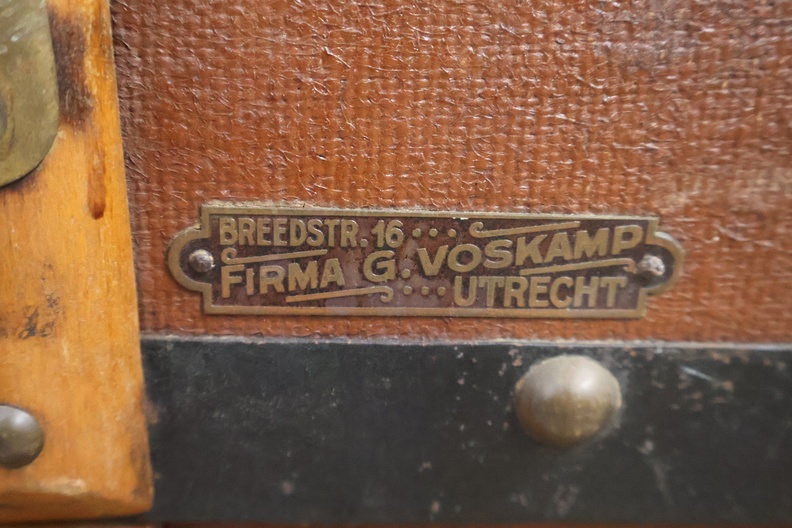 BREEDSTR. 16
FIRMA G. VOSKAMP
UTRECHT